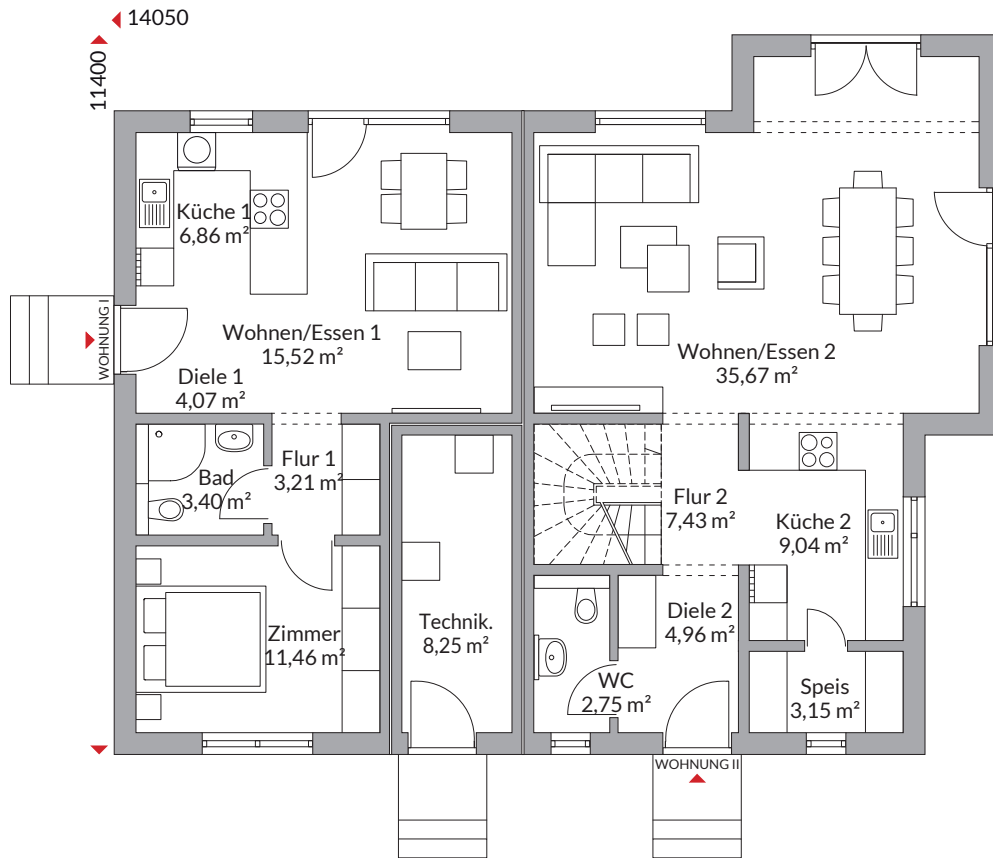 14050
11400
Küche 1
6,86 m²
WOHNUNG I
Wohnen/Essen 1
15,52 m²
Diele 1
4,07 m²
Wohnen/Essen 2
35,67 m²
Bad
3,40 m²
Flur 1
3,21 m²
Flur 2
7,43 m²
Küche 2
9,04 m²
Zimmer
11,46 m²
Technik.
8,25 m²
Diele 2
4,96 m²
WC
2,75 m²
Speis
3,15 m²
WOHNUNG II